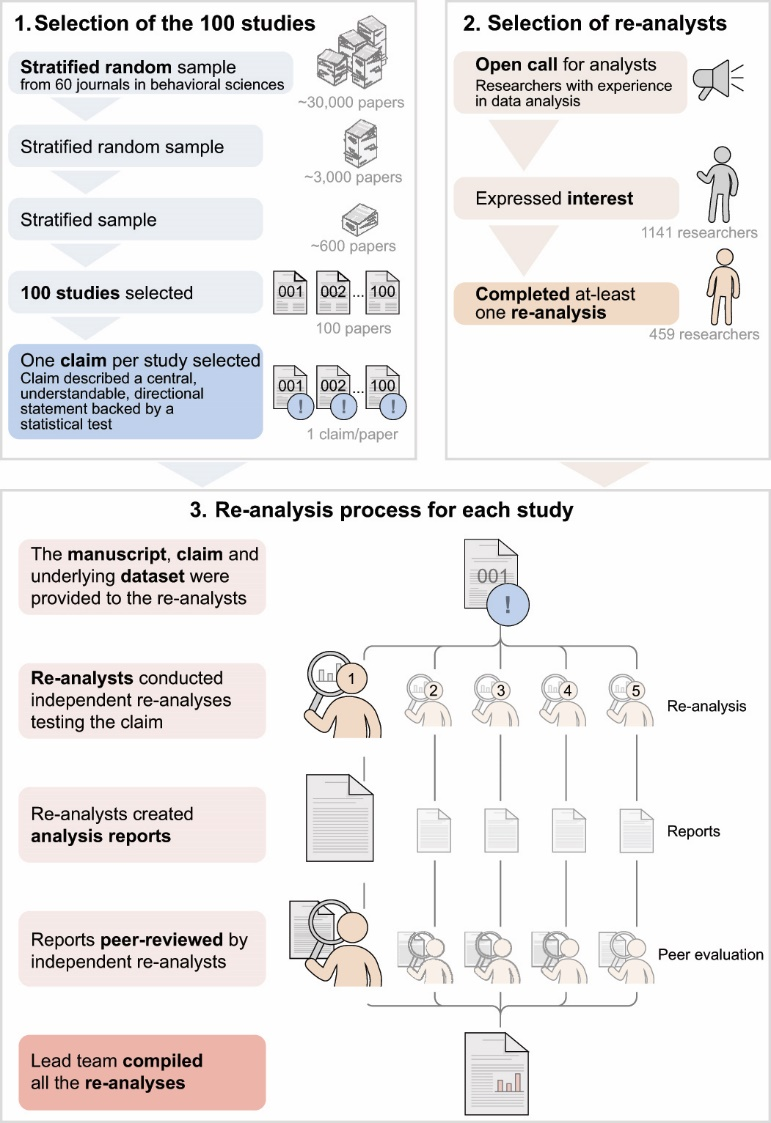 1. Selection of the 100 studies
Stratified random sample
from 60 journals in behavioral sciences
~30,000 papers
Stratified random sample
~3,000 papers
Stratified sample
~600 papers
100 studies selected
001 002 ... 100
100 papers
One claim per study selected
Claim described a central,
understandable, directional
statement backed by a
statistical test
001 002 ... 100
! ! !
1 claim/paper
2. Selection of re-analysts
Open call for analysts
Researchers with experience
in data analysis
Expressed interest
1141 researchers
Completed at-least
one re-analysis
459 researchers
3. Re-analysis process for each study
The manuscript, claim and
underlying dataset were
provided to the re-analysts
001
!
Re-analysts conducted
independent re-analyses
testing the claim
1 2 3 4 5
Re-analysis
Re-analysts created
analysis reports
Reports
Reports peer-reviewed by
independent re-analysts
Peer evaluation
Lead team compiled
all the re-analyses